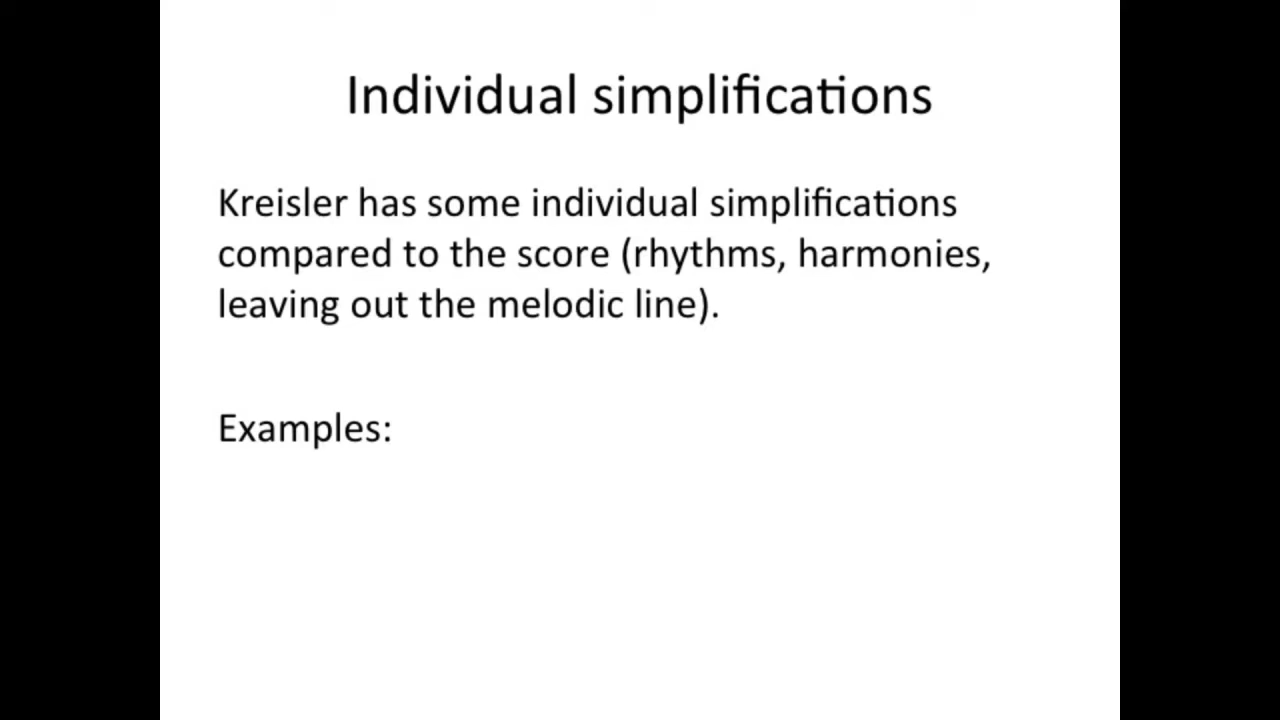 Individual simplifications
Kreisler has some individual simplifications
compared to the score (rhythms, harmonies,
leaving out the melodic line).
Examples: